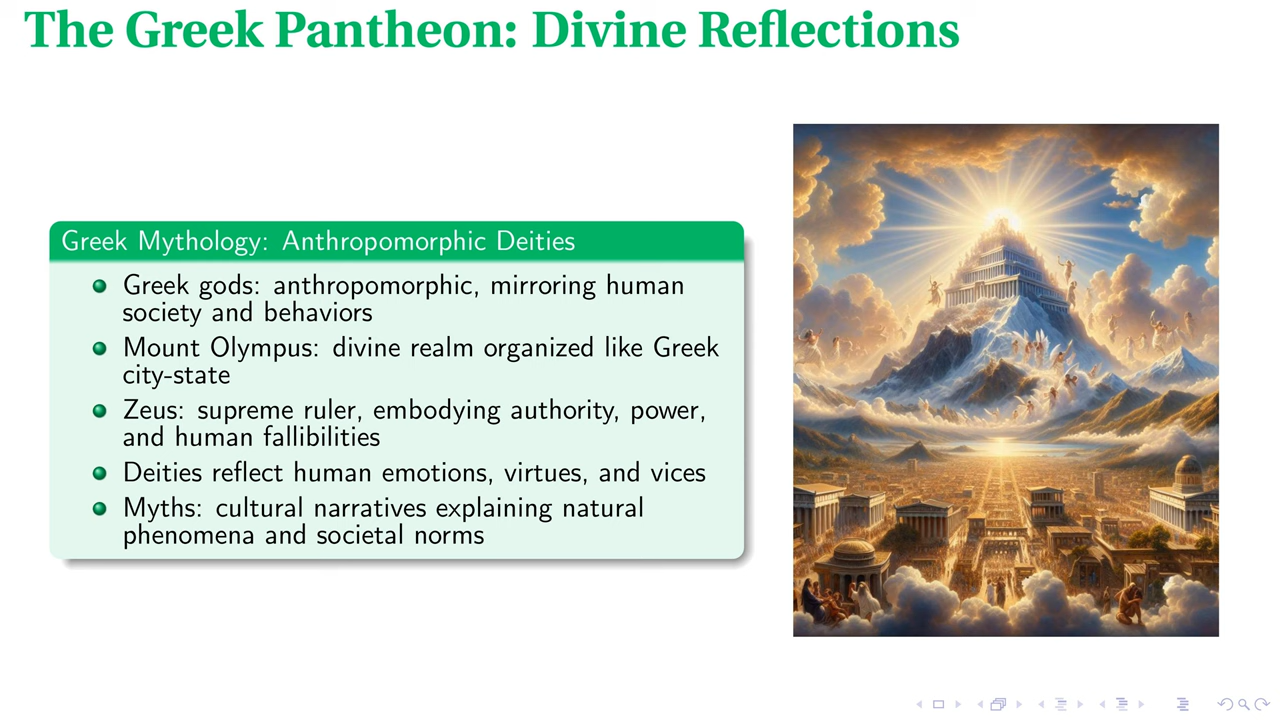 The Greek Pantheon: Divine Reflections
Greek Mythology: Anthropomorphic Deities
Greek gods: anthropomorphic, mirroring human
society and behaviors
Mount Olympus: divine realm organized like Greek
city-state
Zeus: supreme ruler, embodying authority, power,
and human fallibilities
Deities reflect human emotions, virtues, and vices
Myths: cultural narratives explaining natural
phenomena and societal norms